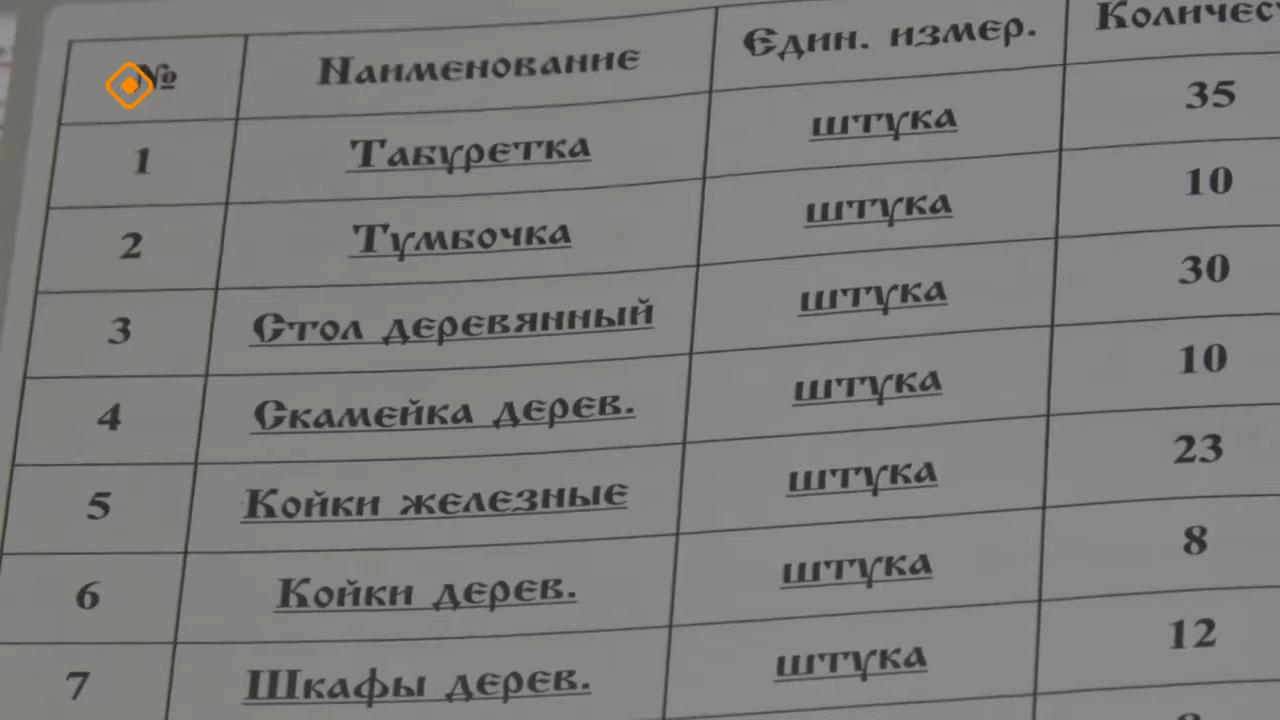 № Наименование Един. измер. Количест
1 Табуретка штука 35
2 Тумбочка штука 10
3 Стол деревянный штука 30
4 Скамейка дерев. штука 10
5 Койки железные штука 23
6 Койки дерев. штука 8
7 Шкафы дерев. штука 12